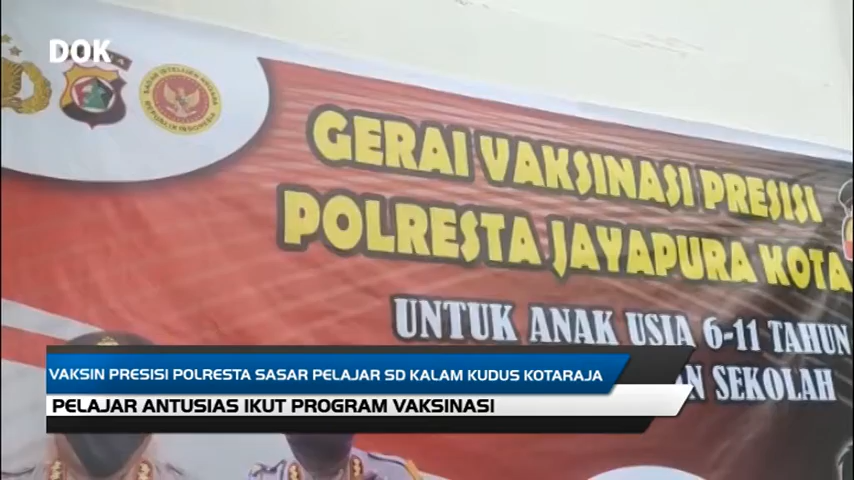 DOK
GERAI VAKSINASI PRESISI
POLRESTA JAYAPURA KOTA
UNTUK ANAK USIA 6-11 TAHUN
SEKOLAH
VAKSIN PRESISI POLRESTA SASAR PELAJAR SD KALAM KUDUS KOTARAJA
PELAJAR ANTUSIAS IKUT PROGRAM VAKSINASI